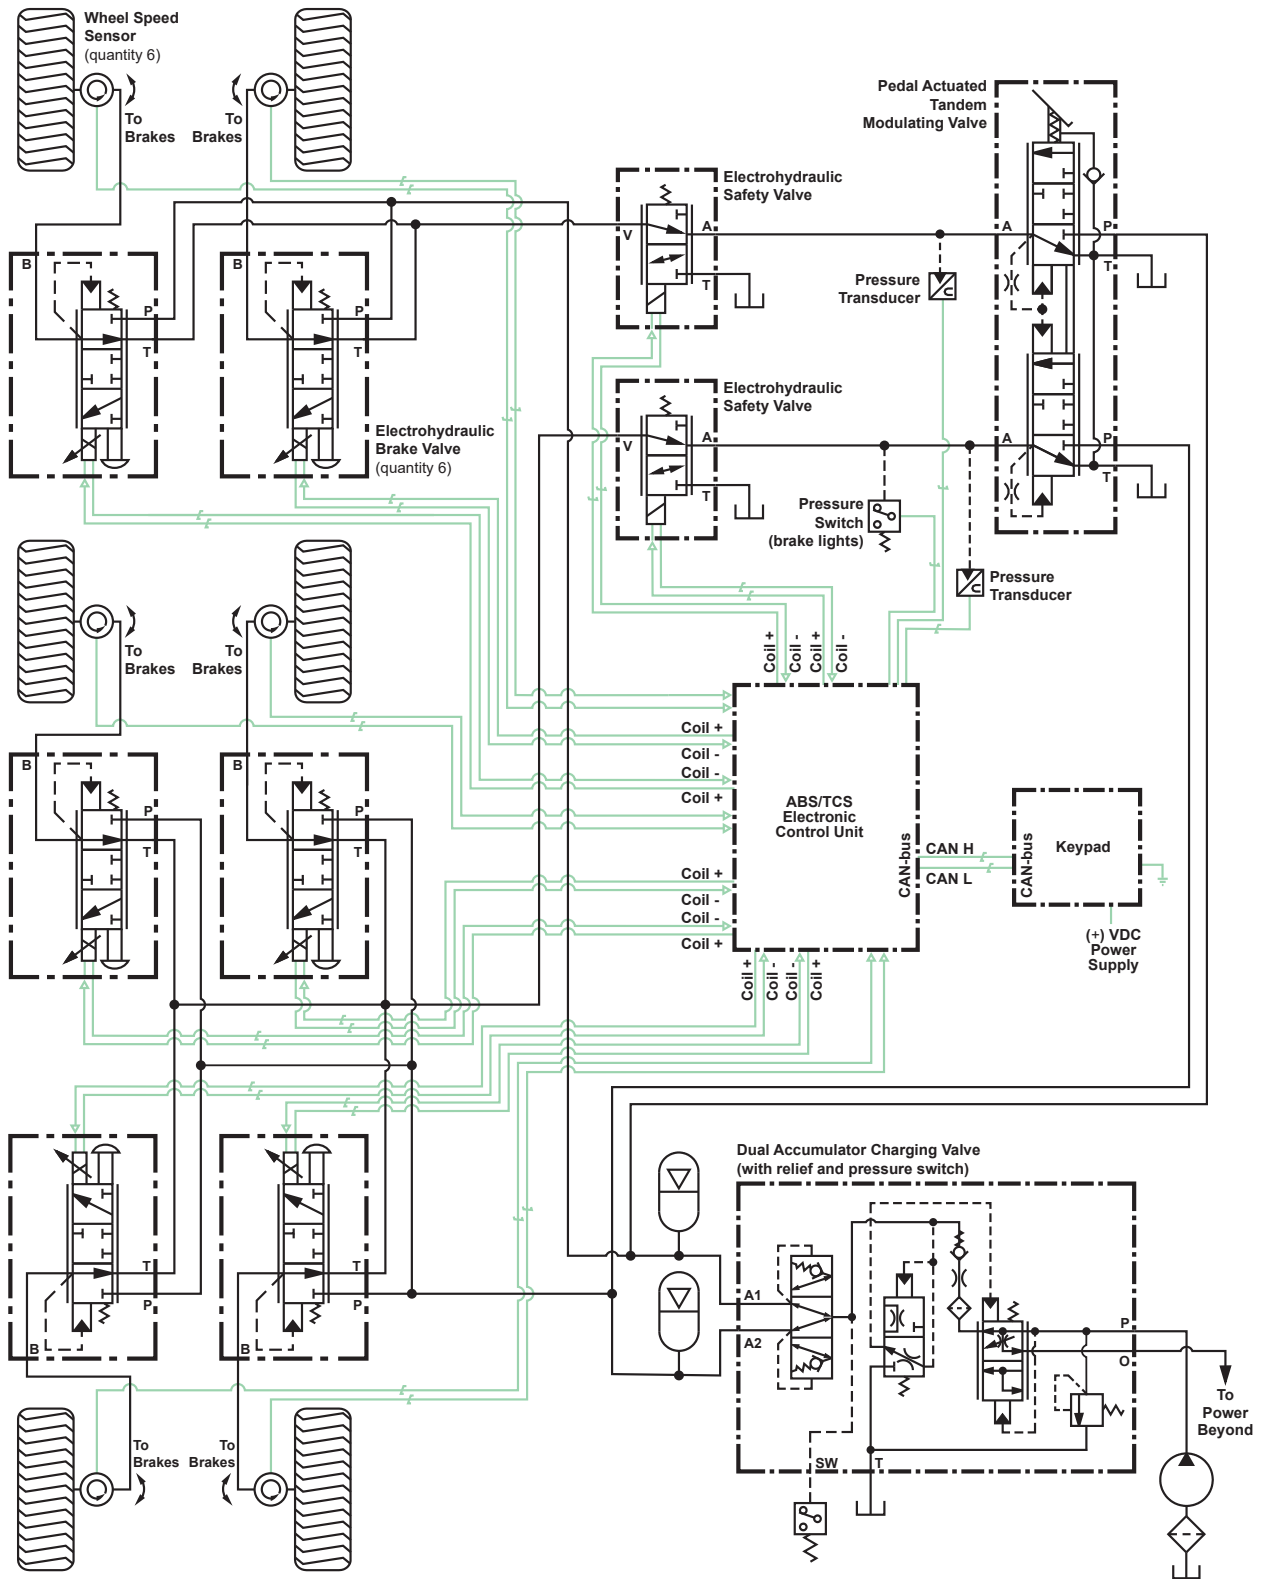 Wheel Speed
Sensor
(quantity 6)
To
Brakes
To
Brakes
Pedal Actuated
Tandem
Modulating Valve
Electrohydraulic
Safety Valve
V
A
T
A
P
T
Pressure
Transducer
B
P
T
B
P
T
Electrohydraulic
Brake Valve
(quantity 6)
Electrohydraulic
Safety Valve
V
A
T
A
P
T
Pressure
Switch
(brake lights)
Pressure
Transducer
To
Brakes
To
Brakes
Coil +
Coil -
Coil +
Coil -
Coil +
Coil -
Coil -
Coil +
ABS/TCS
Electronic
Control Unit
CAN-bus
CAN H
CAN L
CAN-bus
Keypad
(+) VDC
Power
Supply
B
P
T
B
P
T
Coil +
Coil -
Coil -
Coil +
Coil +
Coil -
Coil -
Coil +
T
P
B
T
P
B
Dual Accumulator Charging Valve
(with relief and pressure switch)
A1
A2
P
O
SW
T
To
Power
Beyond
To
Brakes
To
Brakes